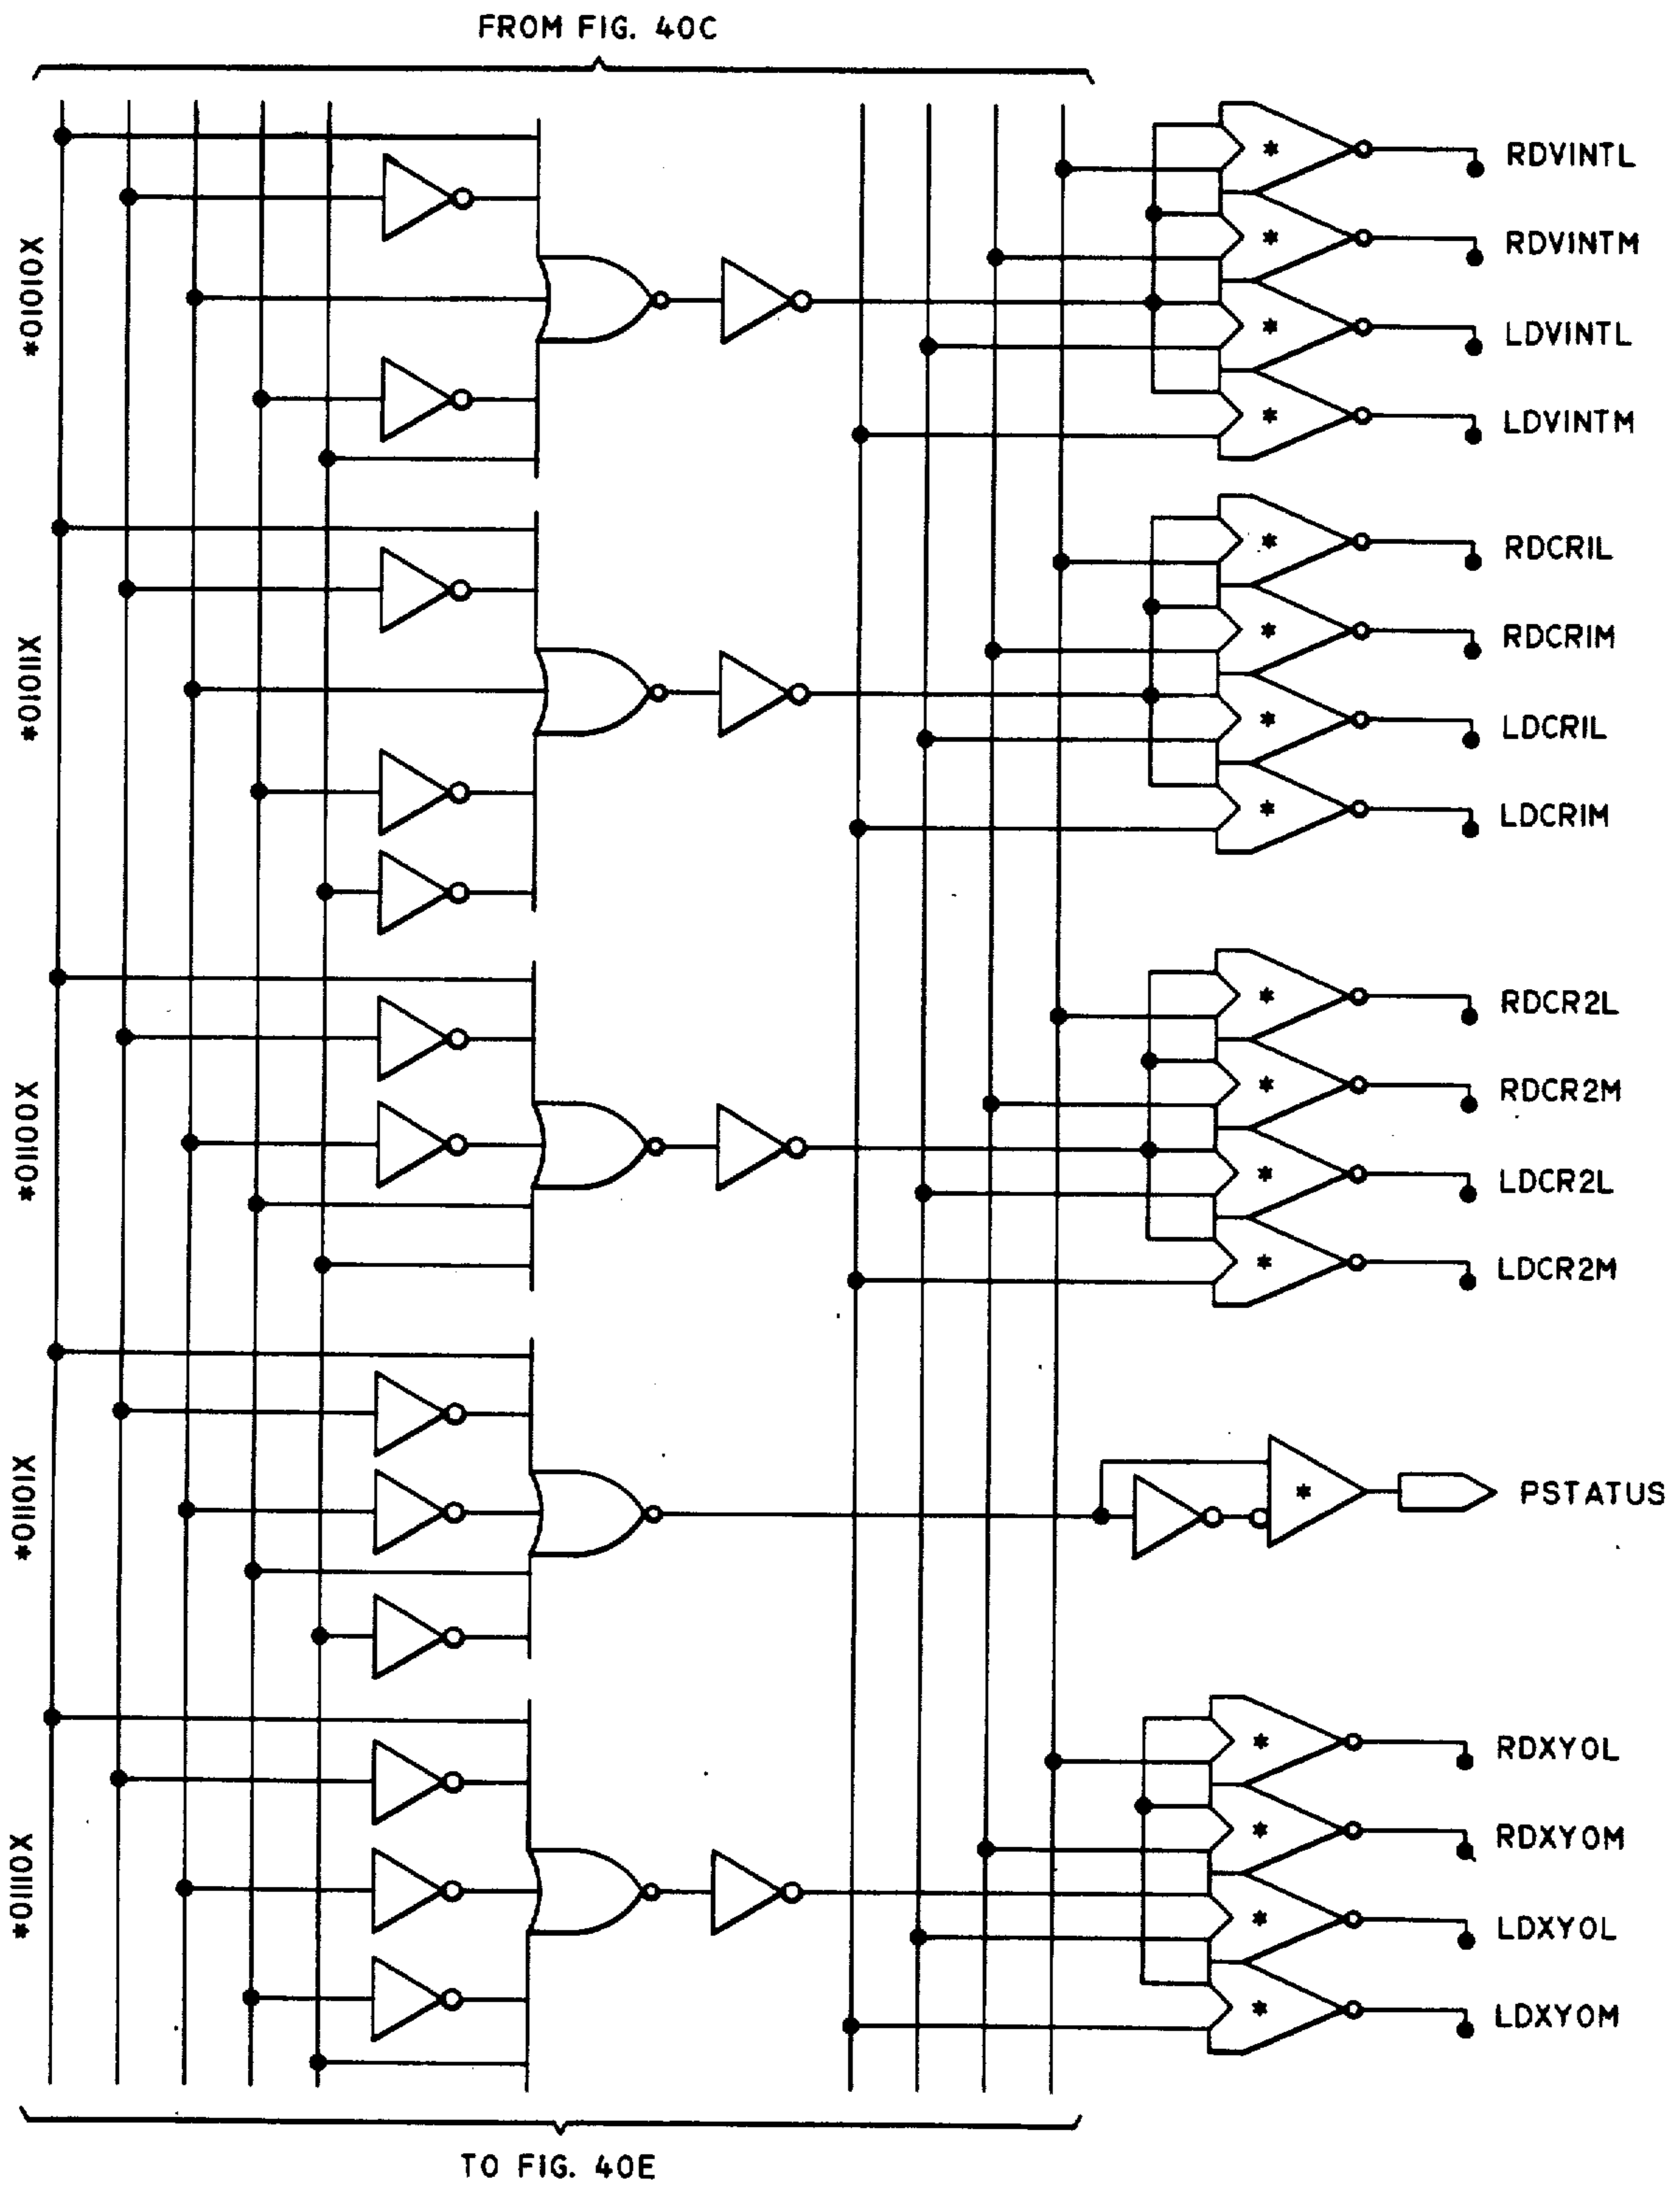 FROM FIG. 40C
*01010X
RDVINTL
RDVINTM
LDVINTL
LDVINTM
*01011X
RDCR1L
RDCR1M
LDCR1L
LDCR1M
*01100X
RDCR2L
RDCR2M
LDCR2L
LDCR2M
*01101X
PSTATUS
*01110X
RDXY0L
RDXY0M
LDXY0L
LDXY0M
TO FIG. 40E